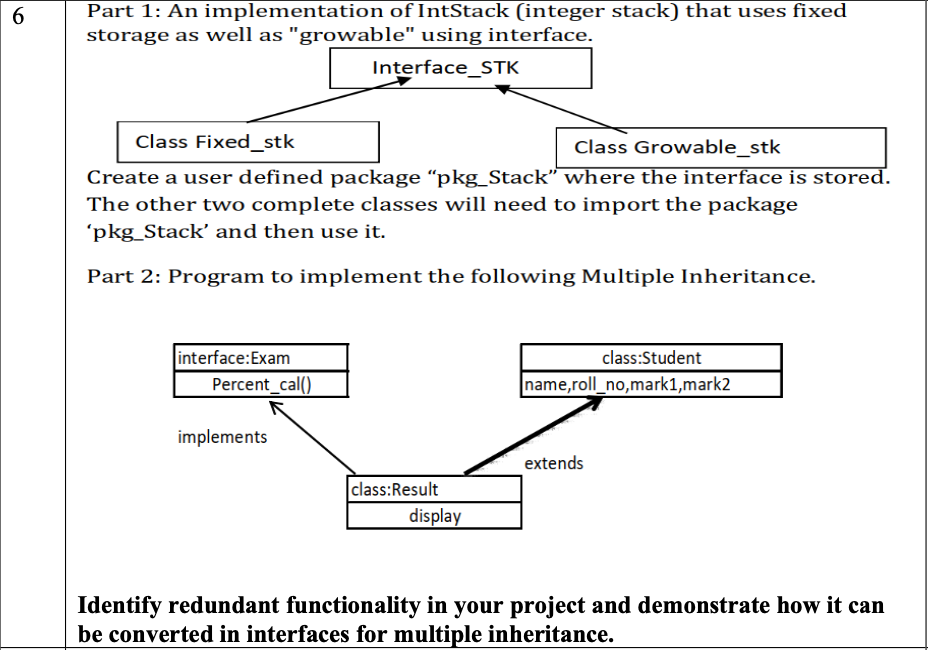 6
Part 1: An implementation of IntStack (integer stack) that uses fixed
storage as well as "growable" using interface.
Interface_STK
Class Fixed_stk
Class Growable_stk
Create a user defined package “pkg_Stack” where the interface is stored.
The other two complete classes will need to import the package
‘pkg_Stack’ and then use it.
Part 2: Program to implement the following Multiple Inheritance.
interface:Exam
Percent_cal()
class:Student
name,roll_no,mark1,mark2
implements
extends
class:Result
display
Identify redundant functionality in your project and demonstrate how it can
be converted in interfaces for multiple inheritance.